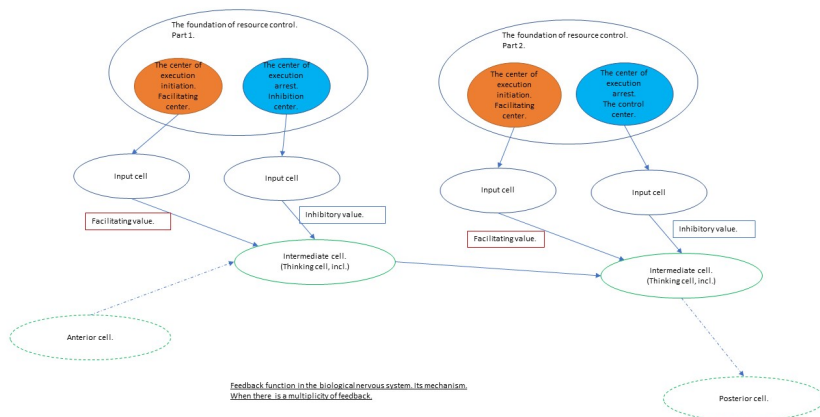 The foundation of resource control.
Part 1.
The center of
execution
initiation.
Facilitating
center.
The center of
execution
arrest.
Inhibition
center.
Input cell
Input cell
Facilitating value.
Inhibitory value.
Intermediate cell.
(Thinking cell, incl.)
Anterior cell.
The foundation of resource control.
Part 2.
The center of
execution
initiation.
Facilitating
center.
The center of
execution
arrest.
The control
center.
Input cell
Input cell
Facilitating value.
Inhibitory value.
Intermediate cell.
(Thinking cell, incl.)
Posterior cell.
Feedback function in the biological nervous system. Its mechanism.
When there is a multiplicity of feedback.